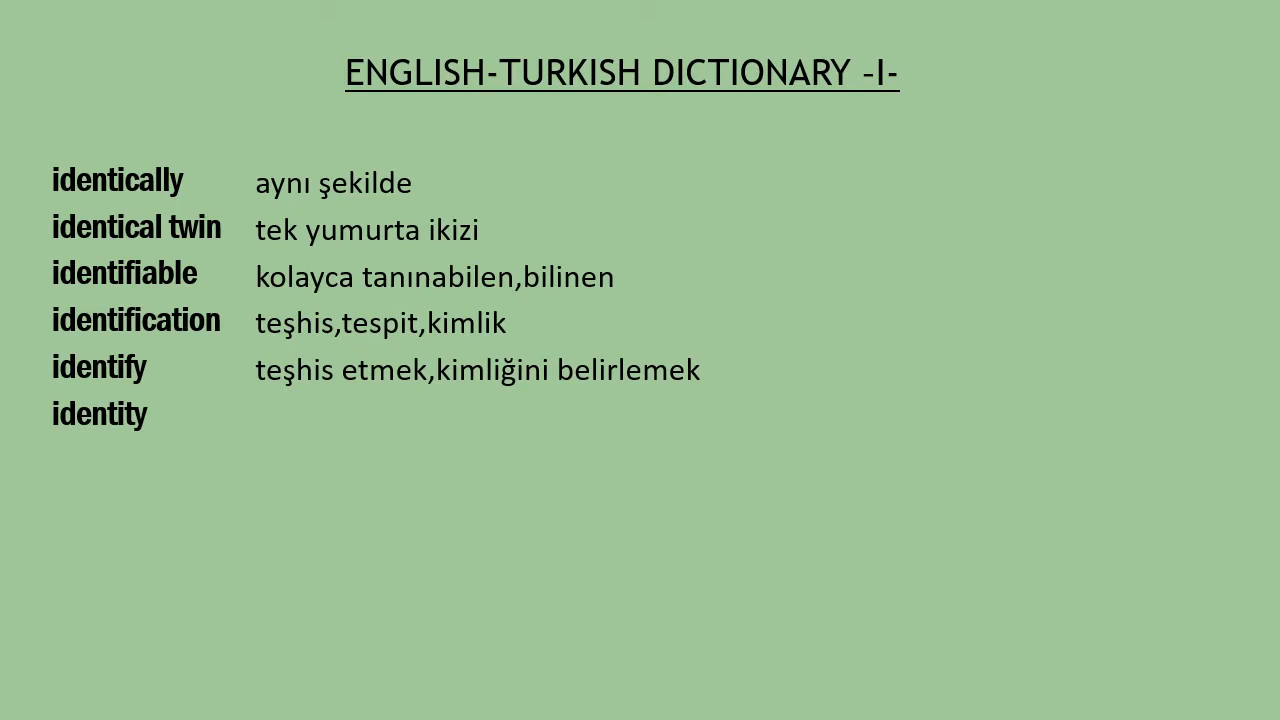 ENGLISH-TURKISH DICTIONARY –I-
identically aynı şekilde
identical twin tek yumurta ikizi
identifiable kolayca tanınabilen,bilinen
identification teşhis,tespit,kimlik
identify teşhis etmek,kimliğini belirlemek
identity